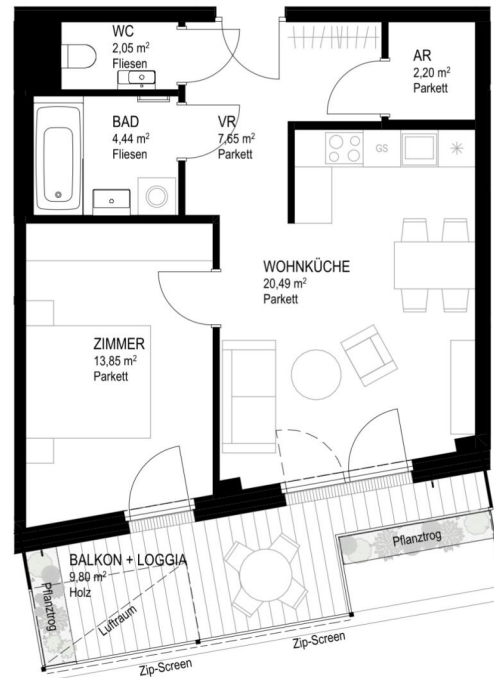 WC
2,05 m²
Fliesen
AR
2,20 m²
Parkett
BAD
4,44 m²
Fliesen
VR
7,65 m²
Parkett
GS
WOHNKÜCHE
20,49 m²
Parkett
ZIMMER
13,85 m²
Parkett
BALKON + LOGGIA
9,80 m²
Holz
Pflanztrog
Pflanztrog
Luftraum
Zip-Screen
Zip-Screen